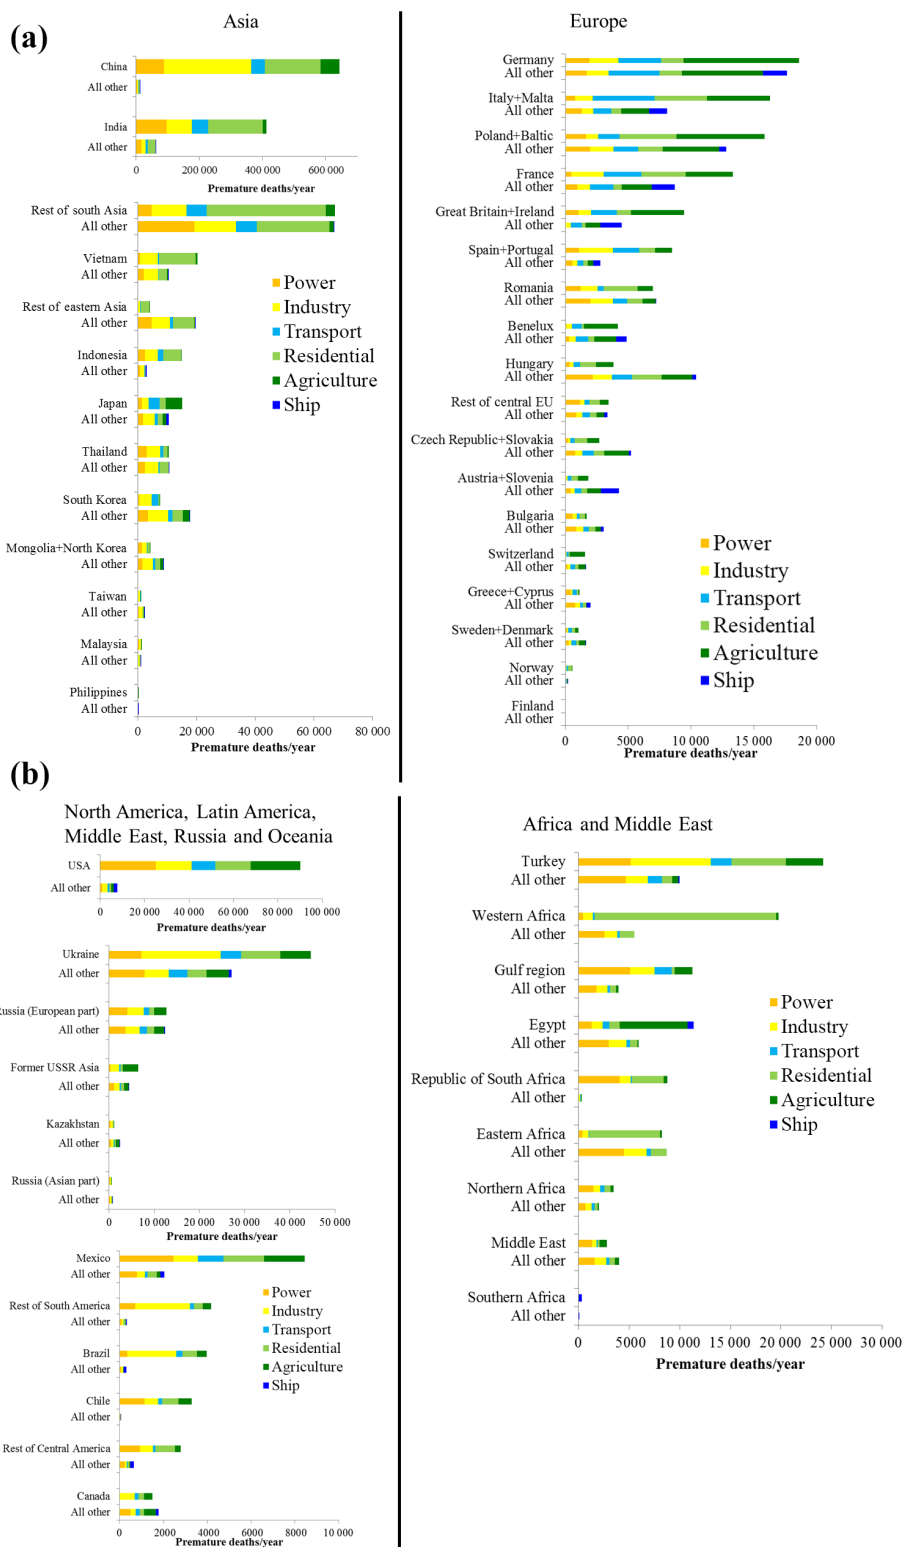 (a)
Asia
China
All other
India
All other
0
200 000
400 000
600 000
Premature deaths/year
Rest of south Asia
All other
Vietnam
All other
Rest of eastern Asia
All other
Indonesia
All other
Japan
All other
Thailand
All other
South Korea
All other
Mongolia+North Korea
All other
Taiwan
All other
Malaysia
All other
Philippines
All other
Power
Industry
Transport
Residential
Agriculture
Ship
0
20 000
40 000
60 000
80 000
Premature deaths/year
Europe
Germany
All other
Italy+Malta
All other
Poland+Baltic
All other
France
All other
Great Britain+Ireland
All other
Spain+Portugal
All other
Romania
All other
Benelux
All other
Hungary
All other
Rest of central EU
All other
Czech Republic+Slovakia
All other
Austria+Slovenia
All other
Bulgaria
All other
Switzerland
All other
Greece+Cyprus
All other
Sweden+Denmark
All other
Norway
All other
Finland
All other
Power
Industry
Transport
Residential
Agriculture
Ship
0
5000
10 000
15 000
20 000
Premature deaths/year
(b)
North America, Latin America,
Middle East, Russia and Oceania
USA
All other
0
20 000
40 000
60 000
80 000
100 000
Premature deaths/year
Ukraine
All other
Russia (European part)
All other
Former USSR Asia
All other
Kazakhstan
All other
Russia (Asian part)
All other
0
10 000
20 000
30 000
40 000
50 000
Premature deaths/year
Mexico
All other
Rest of South America
All other
Brazil
All other
Chile
All other
Rest of Central America
All other
Canada
All other
Power
Industry
Transport
Residential
Agriculture
Ship
0
2000
4000
6000
8000
10 000
Premature deaths/year
Africa and Middle East
Turkey
All other
Western Africa
All other
Gulf region
All other
Egypt
All other
Republic of South Africa
All other
Eastern Africa
All other
Northern Africa
All other
Middle East
All other
Southern Africa
All other
Power
Industry
Transport
Residential
Agriculture
Ship
0
5000
10 000
15 000
20 000
25 000
30 000
Premature deaths/year